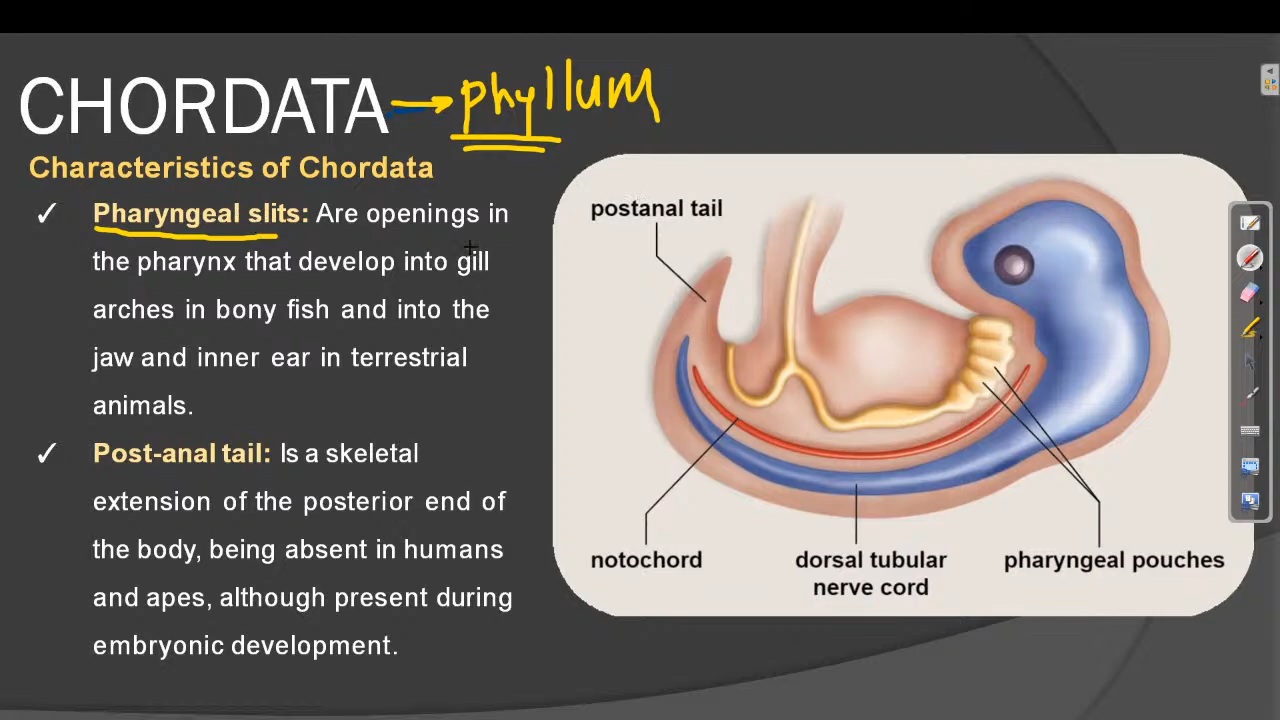 CHORDATA → phyllum
Characteristics of Chordata
✓ Pharyngeal slits: Are openings in
the pharynx that develop into gill
arches in bony fish and into the
jaw and inner ear in terrestrial
animals.
✓ Post-anal tail: Is a skeletal
extension of the posterior end of
the body, being absent in humans
and apes, although present during
embryonic development.
postanal tail
notochord
dorsal tubular
nerve cord
pharyngeal pouches